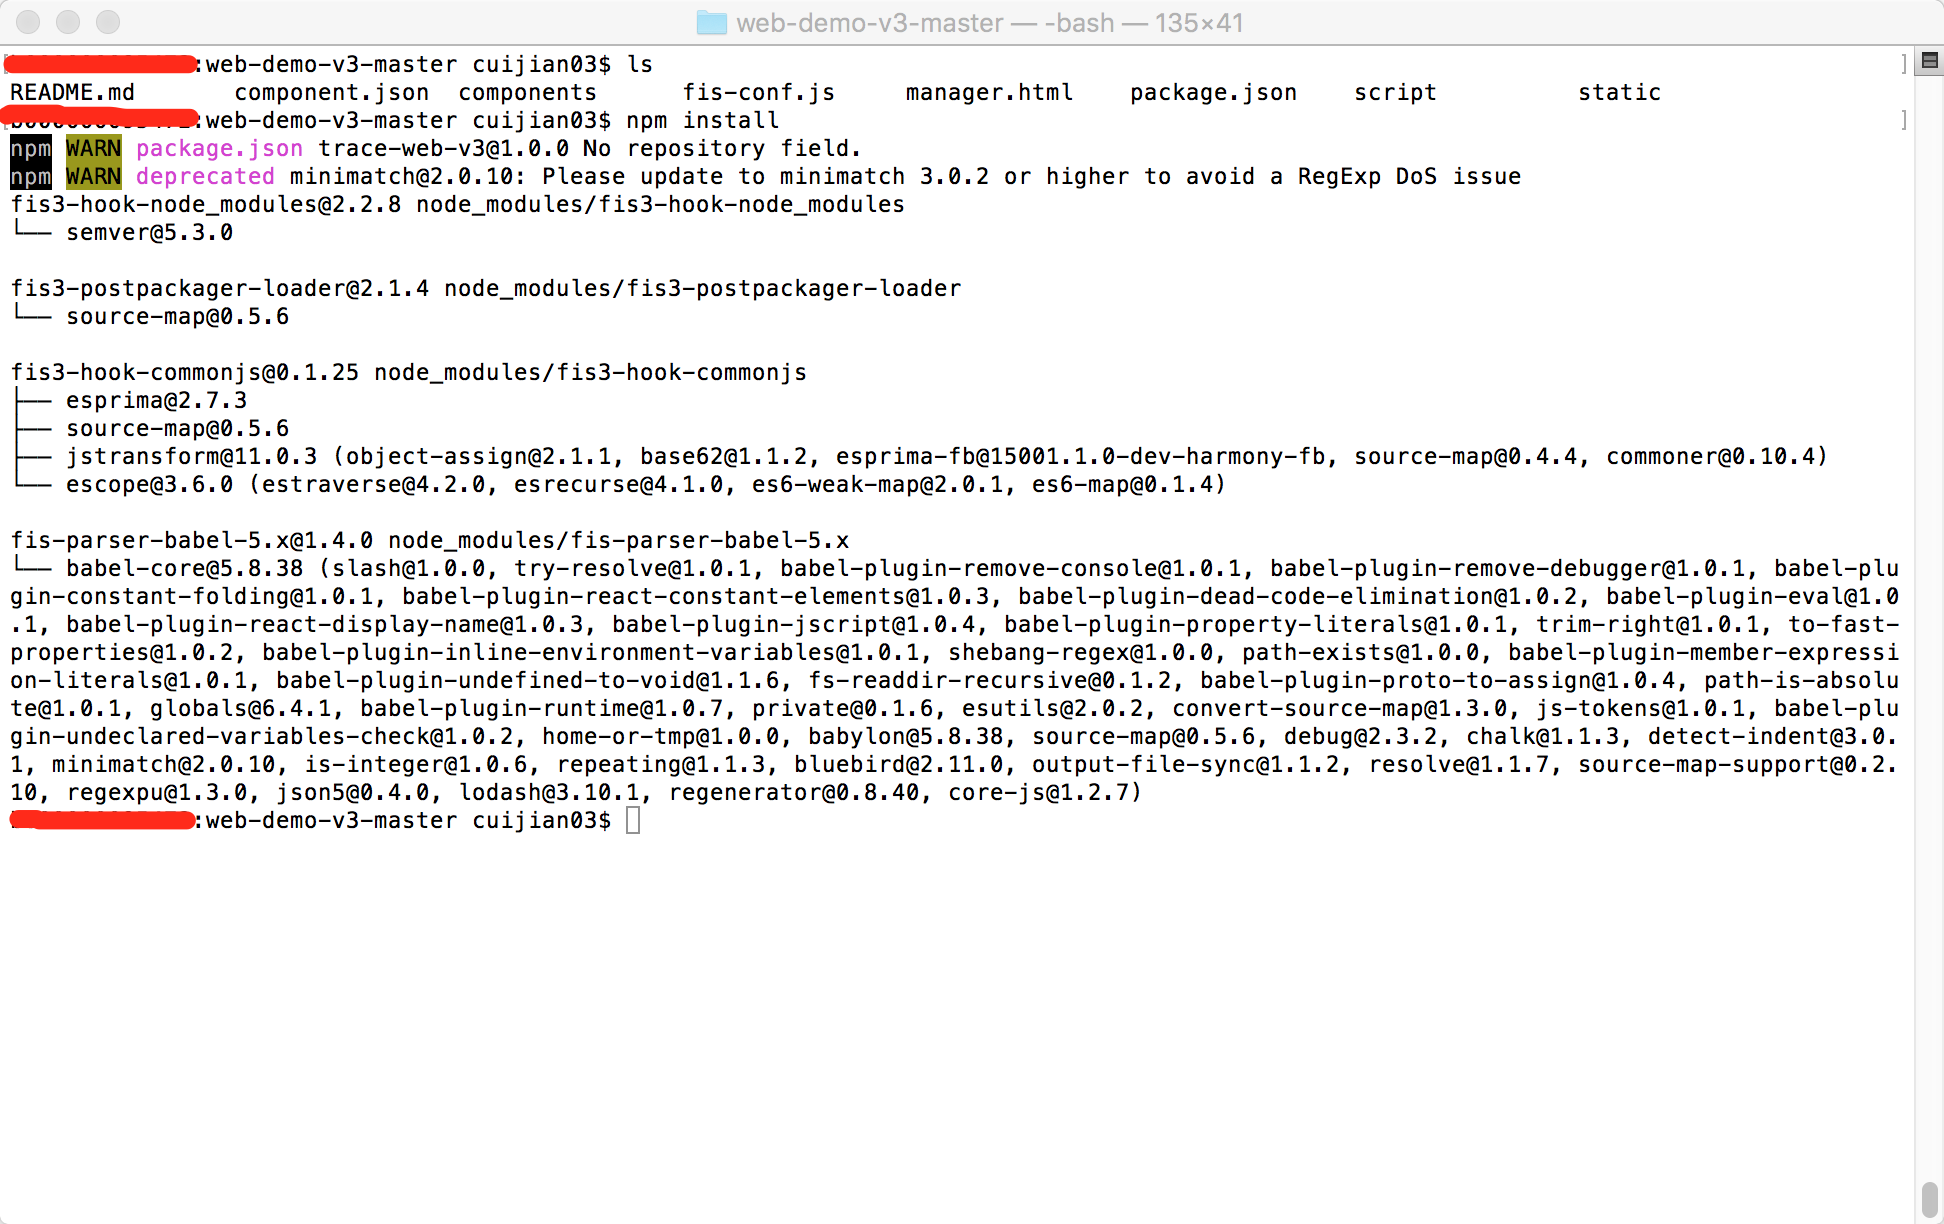 web-demo-v3-master — -bash — 135×41
:web-demo-v3-master cuijian03$ ls
README.md component.json components fis-conf.js manager.html package.json script static
:web-demo-v3-master cuijian03$ npm install
npm WARN package.json trace-web-v3@1.0.0 No repository field.
npm WARN deprecated minimatch@2.0.10: Please update to minimatch 3.0.2 or higher to avoid a RegExp DoS issue
fis3-hook-node_modules@2.2.8 node_modules/fis3-hook-node_modules
└── semver@5.3.0
fis3-postpackager-loader@2.1.4 node_modules/fis3-postpackager-loader
└── source-map@0.5.6
fis3-hook-commonjs@0.1.25 node_modules/fis3-hook-commonjs
├── esprima@2.7.3
├── source-map@0.5.6
├── jstransform@11.0.3 (object-assign@2.1.1, base62@1.1.2, esprima-fb@15001.1.0-dev-harmony-fb, source-map@0.4.4, commoner@0.10.4)
└── escope@3.6.0 (estraverse@4.2.0, esrecurse@4.1.0, es6-weak-map@2.0.1, es6-map@0.1.4)
fis-parser-babel-5.x@1.4.0 node_modules/fis-parser-babel-5.x
└── babel-core@5.8.38 (slash@1.0.0, try-resolve@1.0.1, babel-plugin-remove-console@1.0.1, babel-plugin-remove-debugger@1.0.1, babel-plu
gin-constant-folding@1.0.1, babel-plugin-react-constant-elements@1.0.3, babel-plugin-dead-code-elimination@1.0.2, babel-plugin-eval@1.0
.1, babel-plugin-react-display-name@1.0.3, babel-plugin-jscript@1.0.4, babel-plugin-property-literals@1.0.1, trim-right@1.0.1, to-fast-
properties@1.0.2, babel-plugin-inline-environment-variables@1.0.1, shebang-regex@1.0.0, path-exists@1.0.0, babel-plugin-member-expressi
on-literals@1.0.1, babel-plugin-undefined-to-void@1.1.6, fs-readdir-recursive@0.1.2, babel-plugin-proto-to-assign@1.0.4, path-is-absolu
te@1.0.1, globals@6.4.1, babel-plugin-runtime@1.0.7, private@0.1.6, esutils@2.0.2, convert-source-map@1.3.0, js-tokens@1.0.1, babel-plu
gin-undeclared-variables-check@1.0.2, home-or-tmp@1.0.0, babylon@5.8.38, source-map@0.5.6, debug@2.3.2, chalk@1.1.3, detect-indent@3.0.
1, minimatch@2.0.10, is-integer@1.0.6, repeating@1.1.3, bluebird@2.11.0, output-file-sync@1.1.2, resolve@1.1.7, source-map-support@0.2.
10, regexpu@1.3.0, json5@0.4.0, lodash@3.10.1, regenerator@0.8.40, core-js@1.2.7)
:web-demo-v3-master cuijian03$